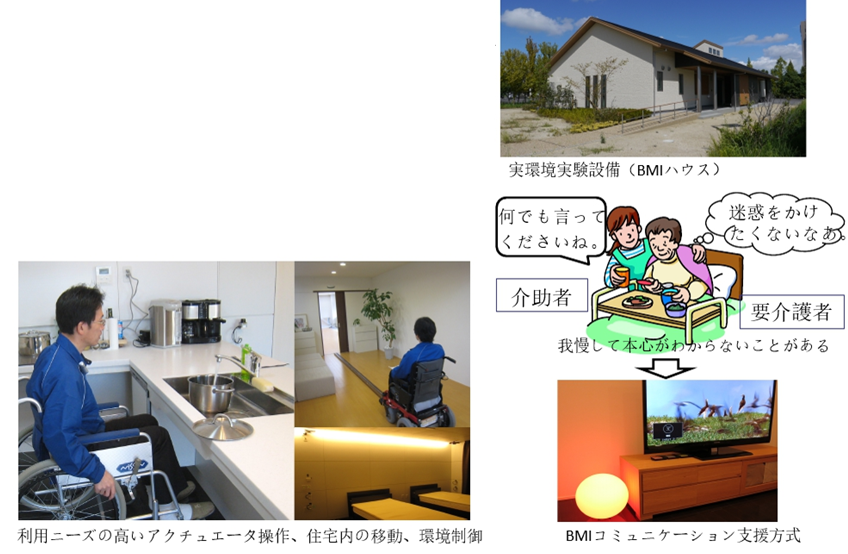 実環境実験設備（BMIハウス）
何でも言って
くださいね。
迷惑をかけ
たくないなあ。
介助者
要介護者
我慢して本心がわからないことがある
利用ニーズの高いアクチュエータ操作、住宅内の移動、環境制御
BMIコミュニケーション支援方式